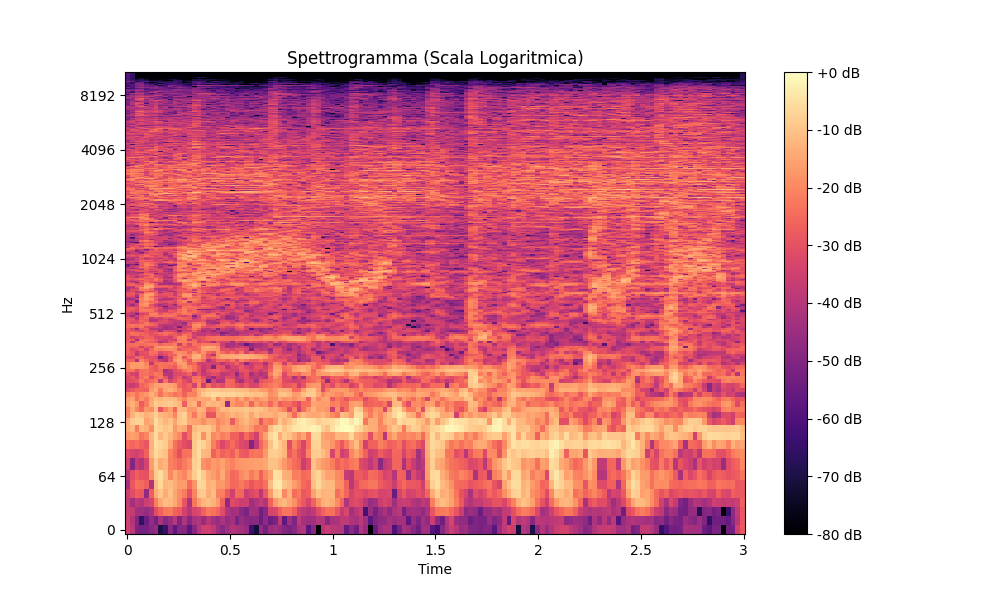 Spettrogramma (Scala Logaritmica)
Hz
8192
4096
2048
1024
512
256
128
64
0
0 0.5 1 1.5 2 2.5 3
Time
+0 dB
-10 dB
-20 dB
-30 dB
-40 dB
-50 dB
-60 dB
-70 dB
-80 dB